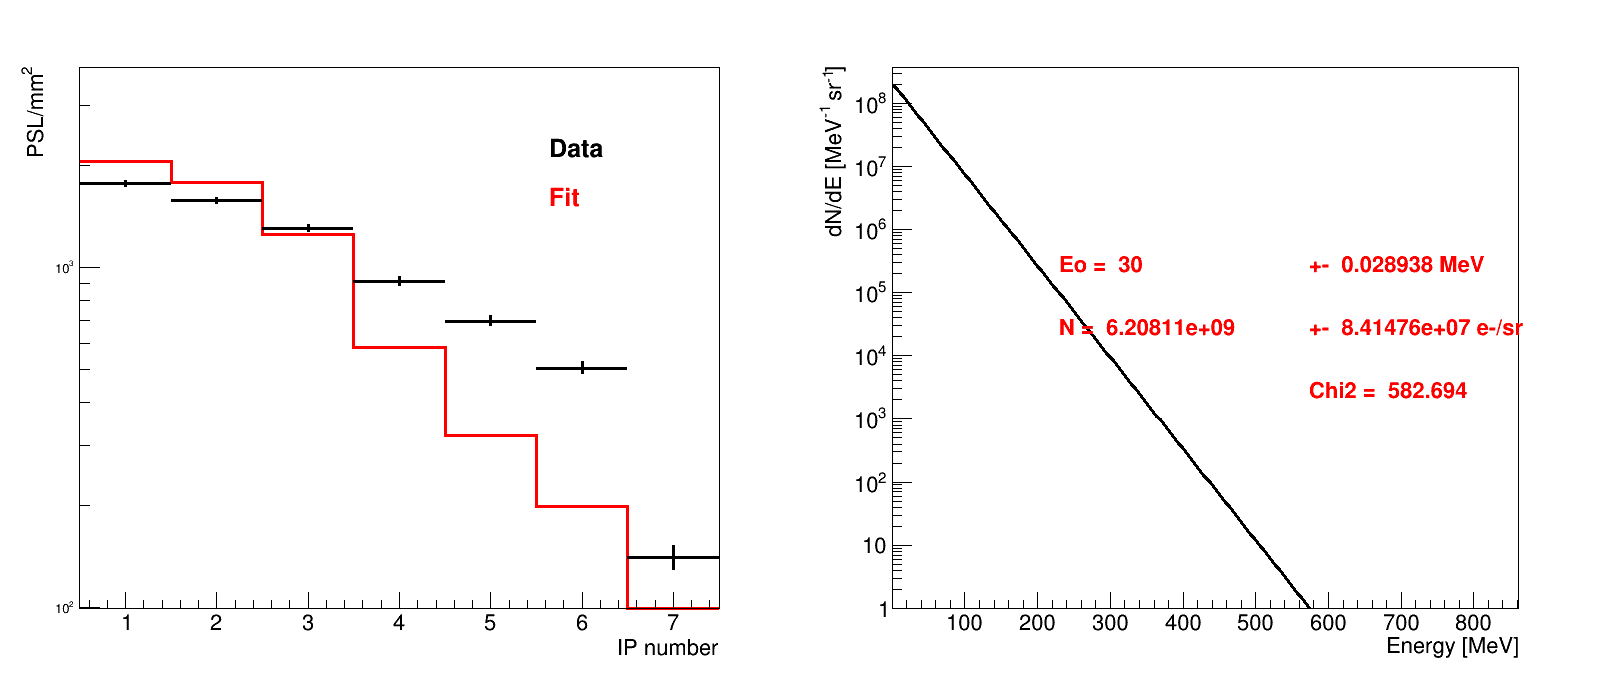 PSL/mm²
10³
10²
Data
Fit
1 2 3 4 5 6 7
IP number
dN/dE [MeV⁻¹ sr⁻¹]
10⁸
10⁷
10⁶
10⁵
10⁴
10³
10²
10
1
Eo = 30 +- 0.028938 MeV
N = 6.20811e+09 +- 8.41476e+07 e-/sr
Chi2 = 582.694
100 200 300 400 500 600 700 800
Energy [MeV]